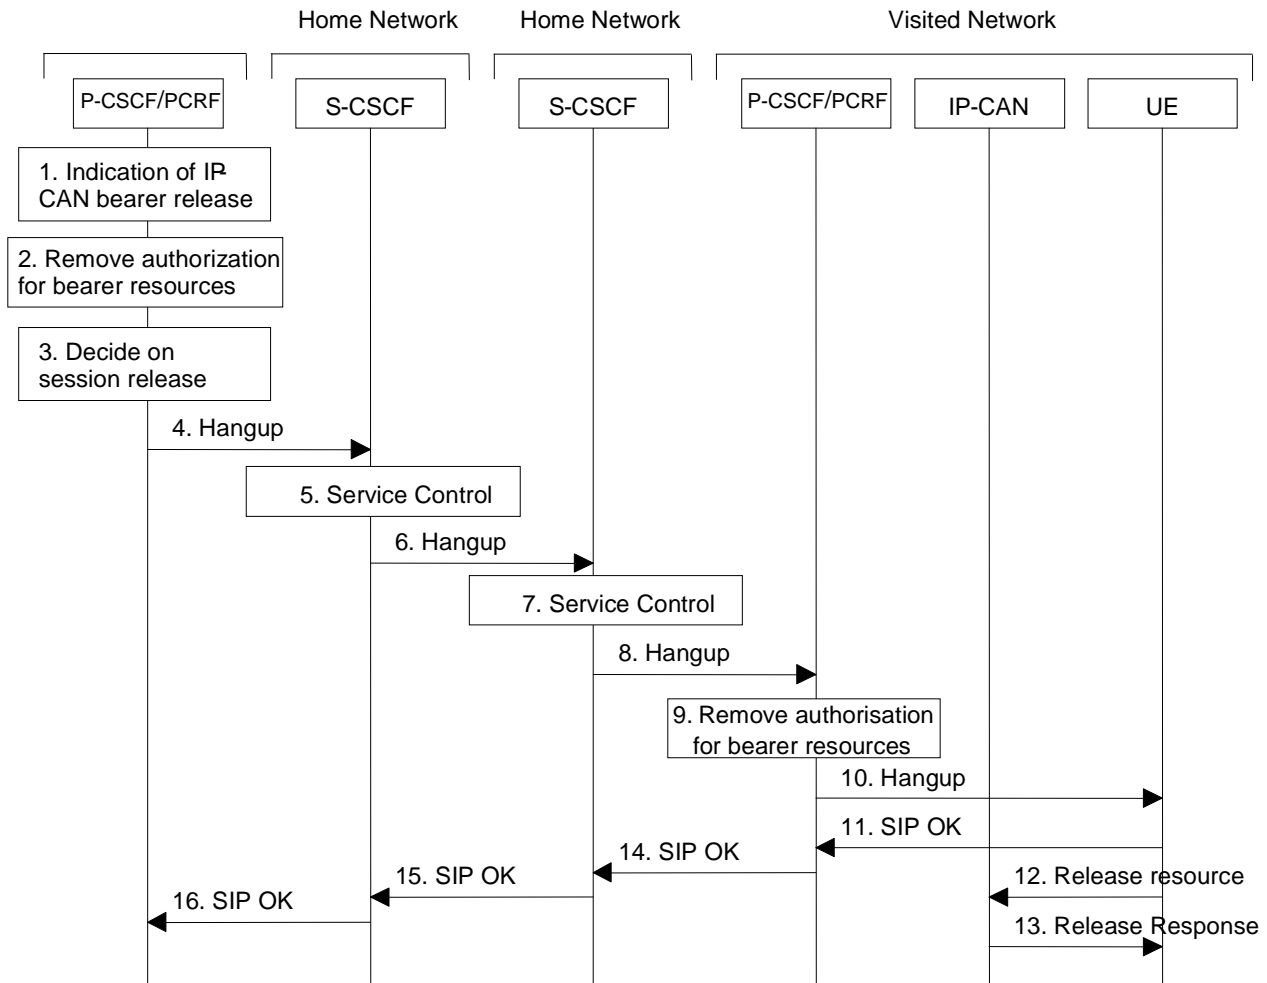 Home Network
Home Network
Visited Network
P-CSCF/PCRF
S-CSCF
S-CSCF
P-CSCF/PCRF
IP-CAN
UE
1. Indication of IP-
CAN bearer release
2. Remove authorization
for bearer resources
3. Decide on
session release
4. Hangup
5. Service Control
6. Hangup
7. Service Control
8. Hangup
9. Remove authorisation
for bearer resources
10. Hangup
11. SIP OK
14. SIP OK
15. SIP OK
12. Release resource
16. SIP OK
13. Release Response